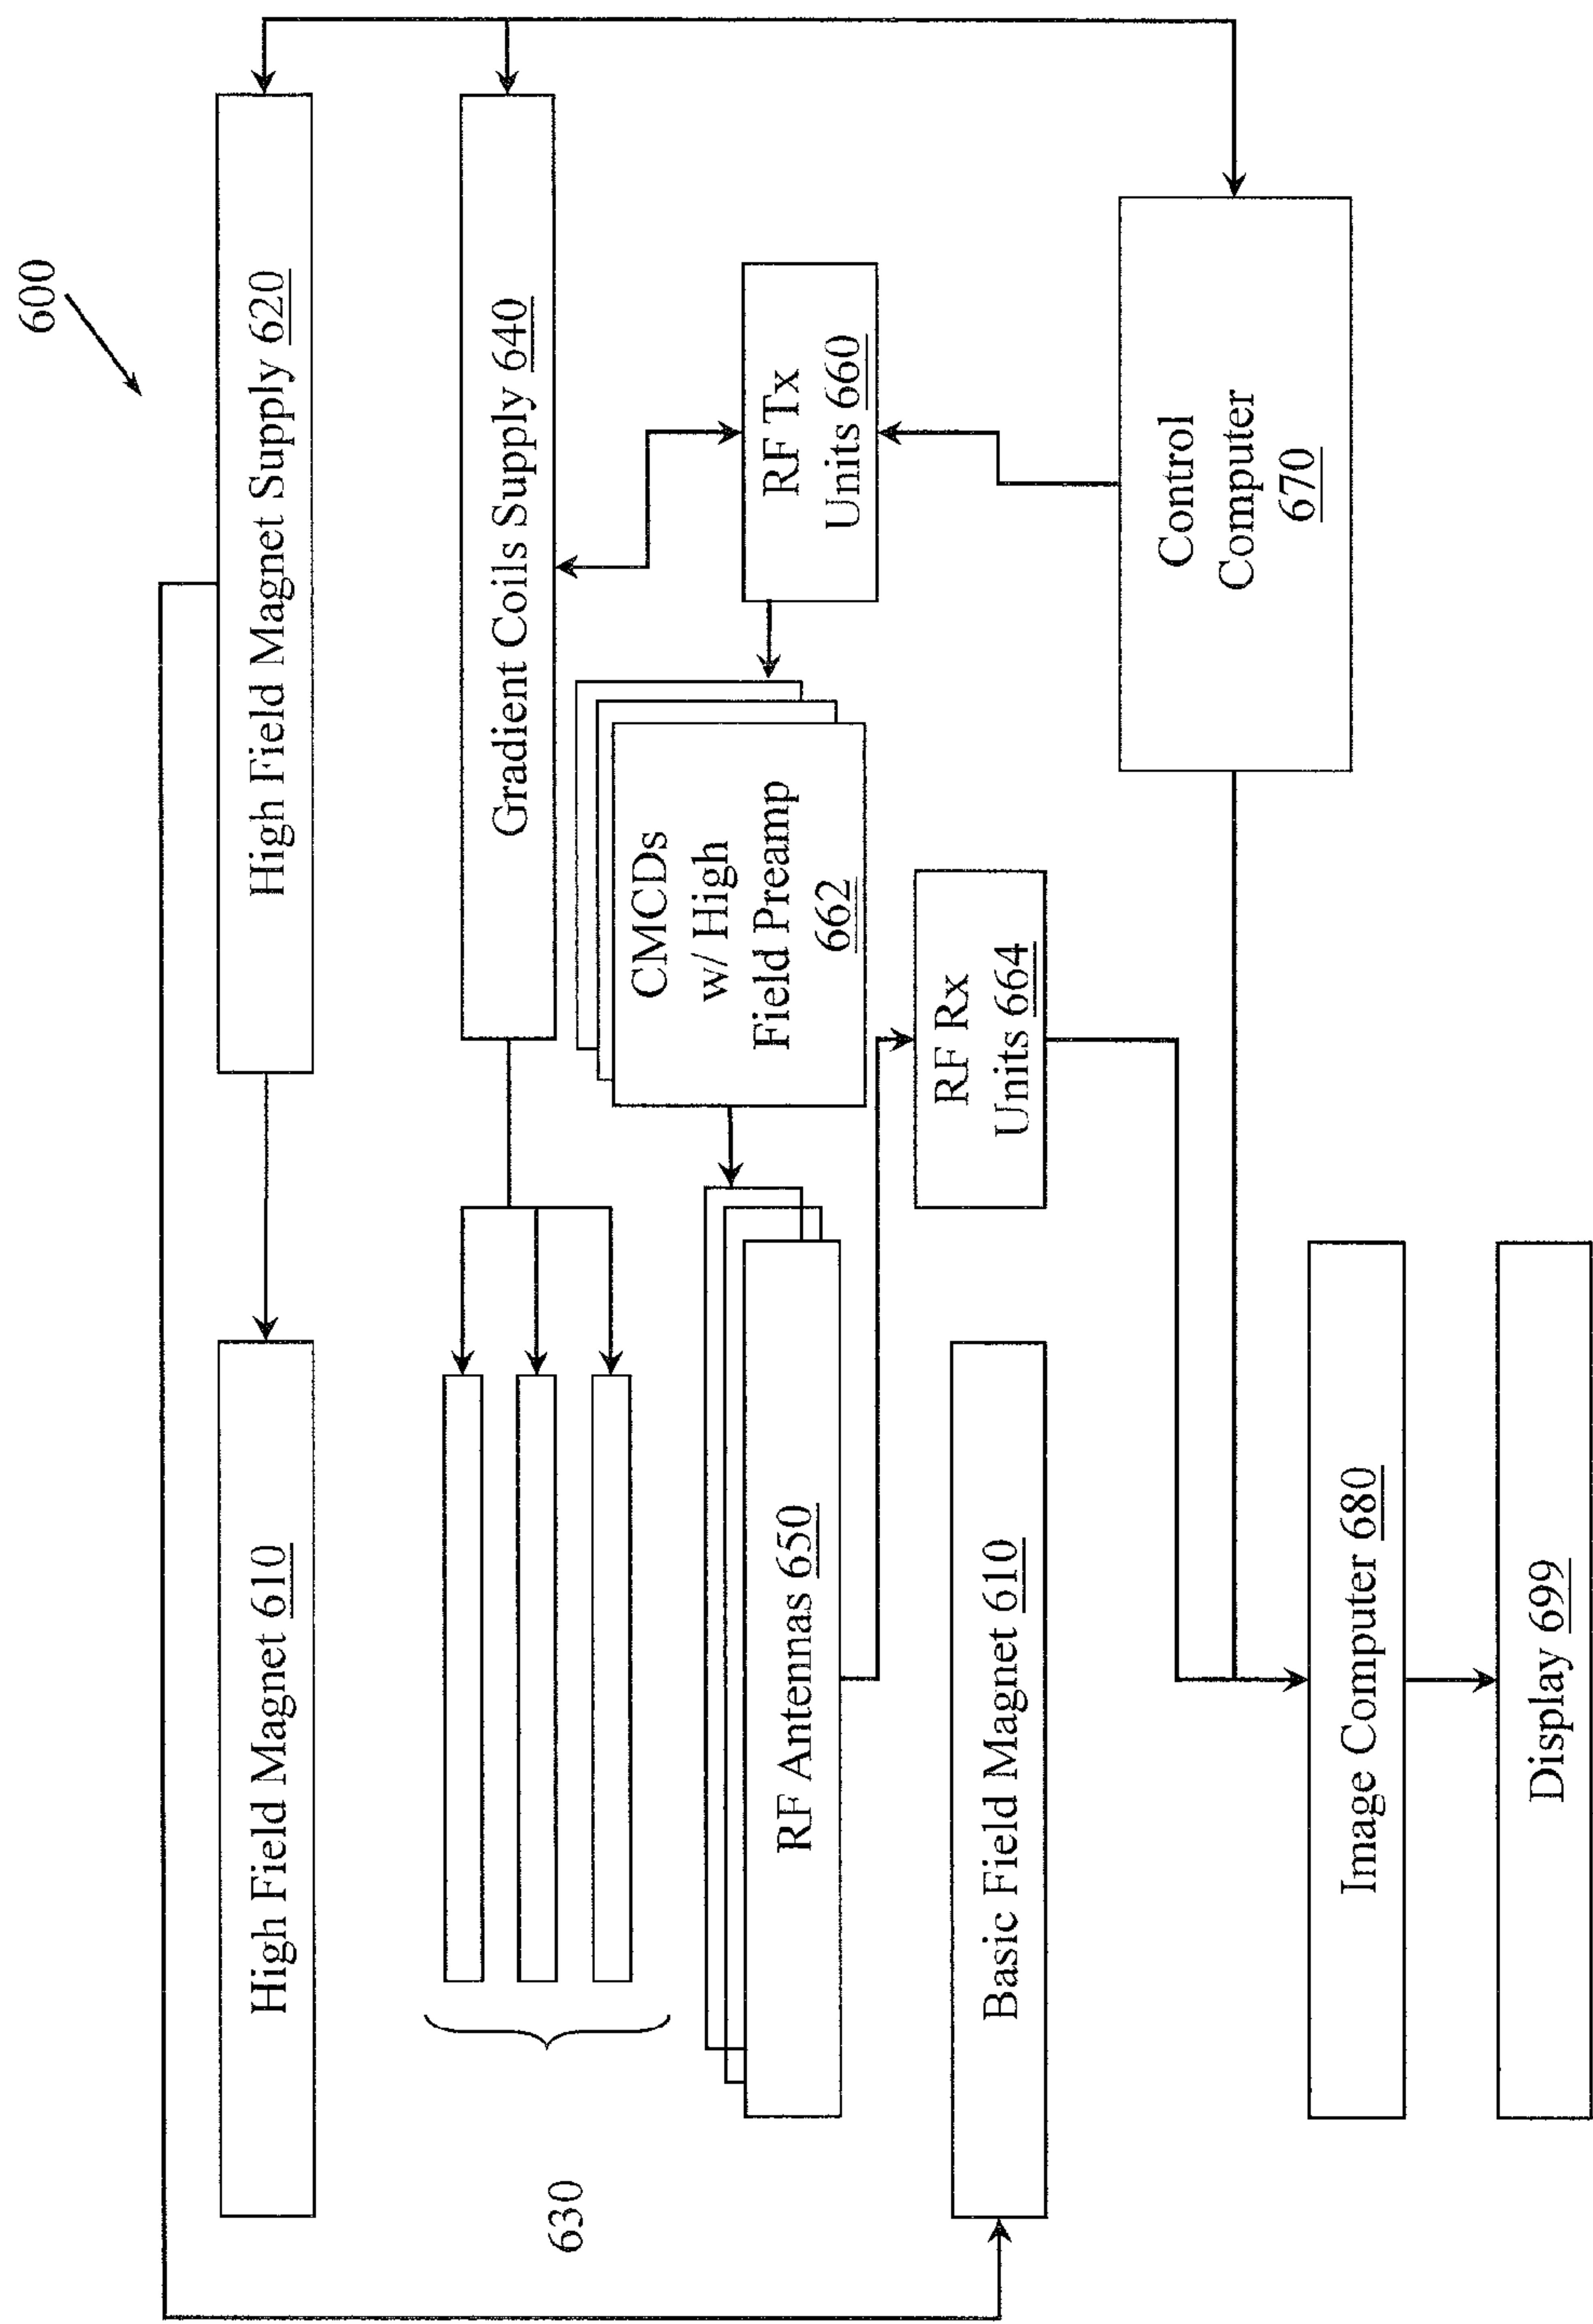 600
High Field Magnet 610
High Field Magnet Supply 620
630
Gradient Coils Supply 640
RF Antennas 650
CMCDs
w/ High
Field Preamp
662
RF Tx
Units 660
Basic Field Magnet 610
RF Rx
Units 664
Control
Computer
670
Image Computer 680
Display 699